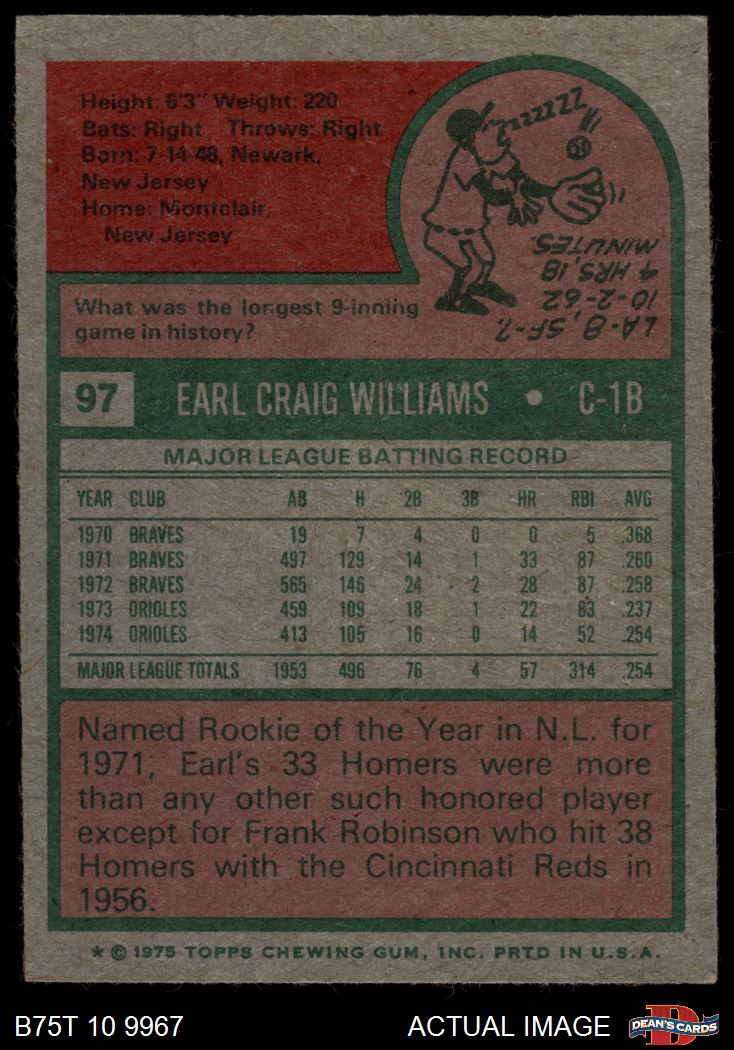 Height: 6'3" Weight: 220
Bats: Right Throws: Right
Born: 7-14-48, Newark,
New Jersey
Home: Montclair,
New Jersey
ZZZZZZZ
What was the longest 9-inning
game in history?
LA-8, SF-7,
10-2-62
4 HRS, 18
MINUTES.
97 EARL CRAIG WILLIAMS • C-1B
MAJOR LEAGUE BATTING RECORD
YEAR CLUB AB H 2B 3B HR RBI AVG
1970 BRAVES 19 7 4 0 0 5 .368
1971 BRAVES 497 129 14 1 33 87 .260
1972 BRAVES 565 146 24 2 28 87 .258
1973 ORIOLES 459 109 18 1 22 83 .237
1974 ORIOLES 413 105 16 0 14 52 .254
MAJOR LEAGUE TOTALS 1953 496 76 4 57 314 .254
Named Rookie of the Year in N.L. for
1971, Earl's 33 Homers were more
than any other such honored player
except for Frank Robinson who hit 38
Homers with the Cincinnati Reds in
1956.
* © 1975 TOPPS CHEWING GUM, INC. PRTD IN U.S.A.
B75T 10 9967 ACTUAL IMAGE DEAN'S CARDS